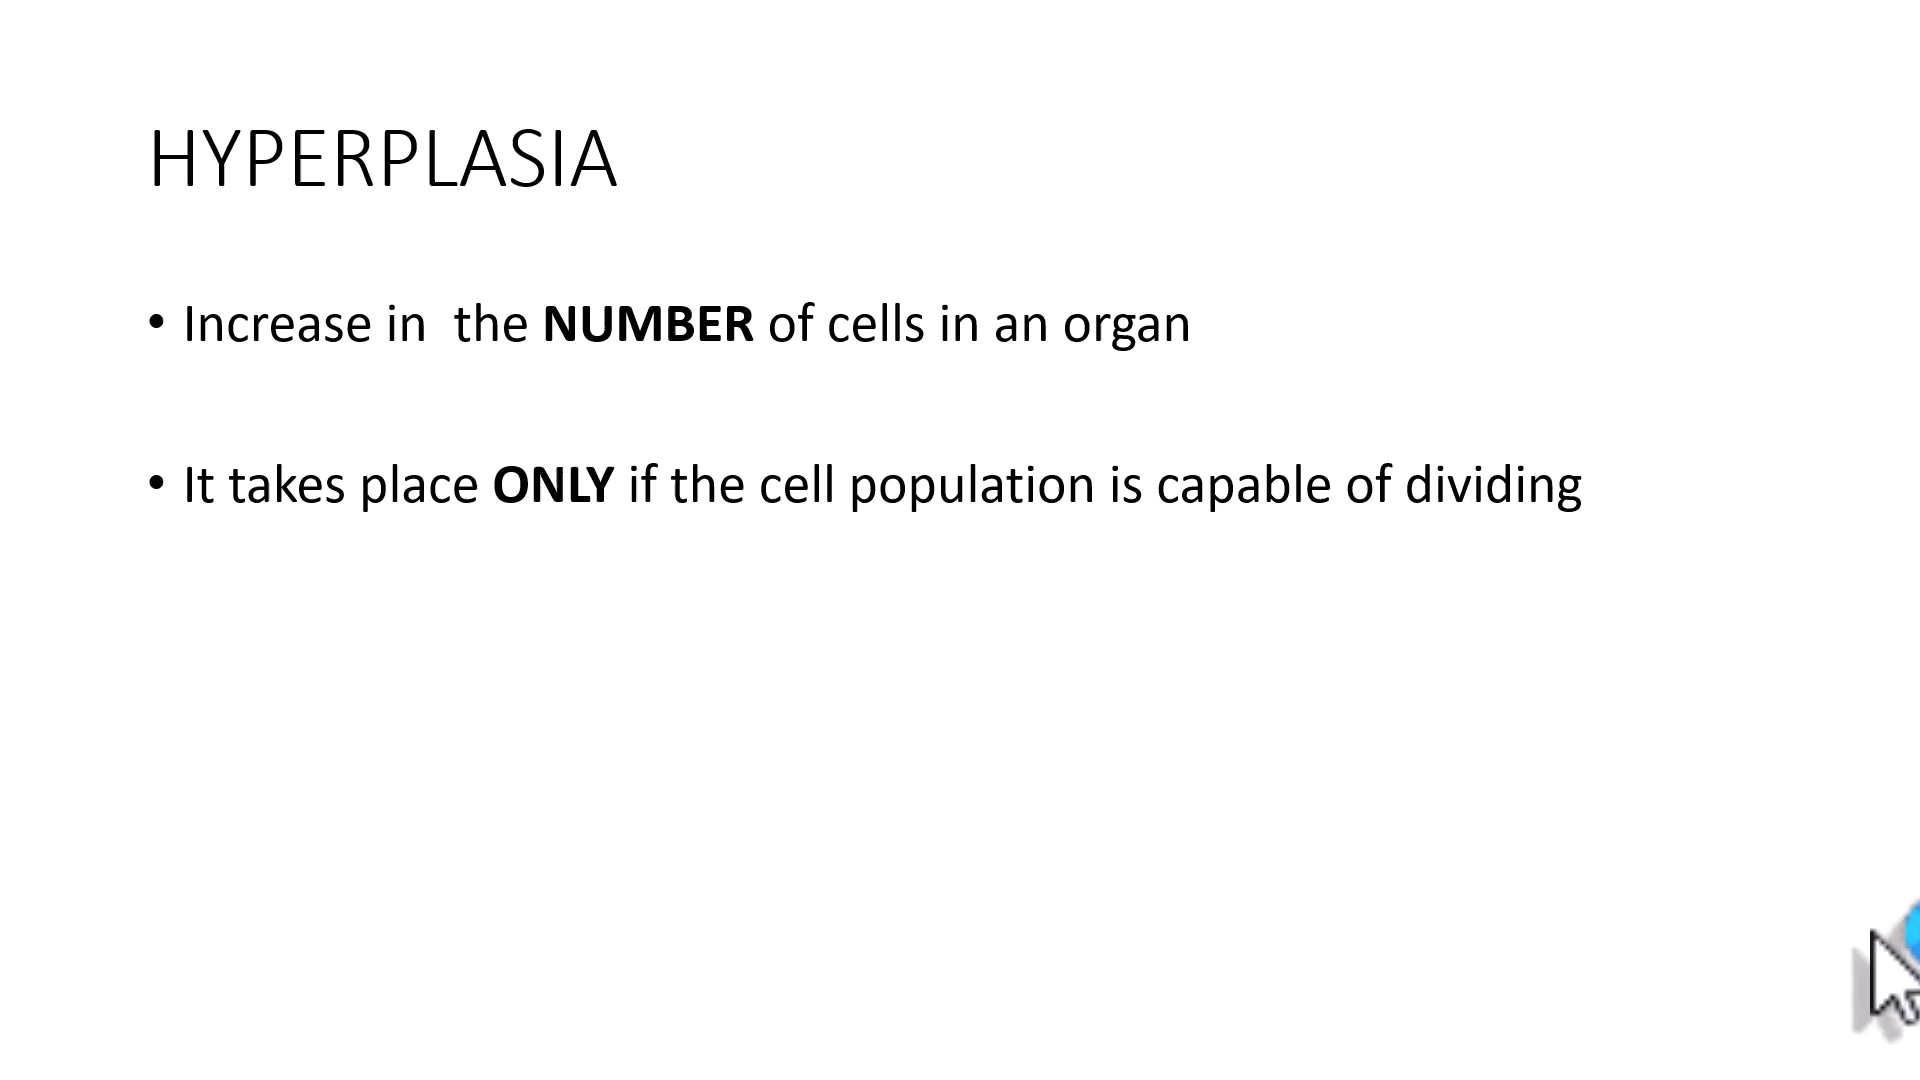 HYPERPLASIA
• Increase in  the NUMBER of cells in an organ
• It takes place ONLY if the cell population is capable of dividing